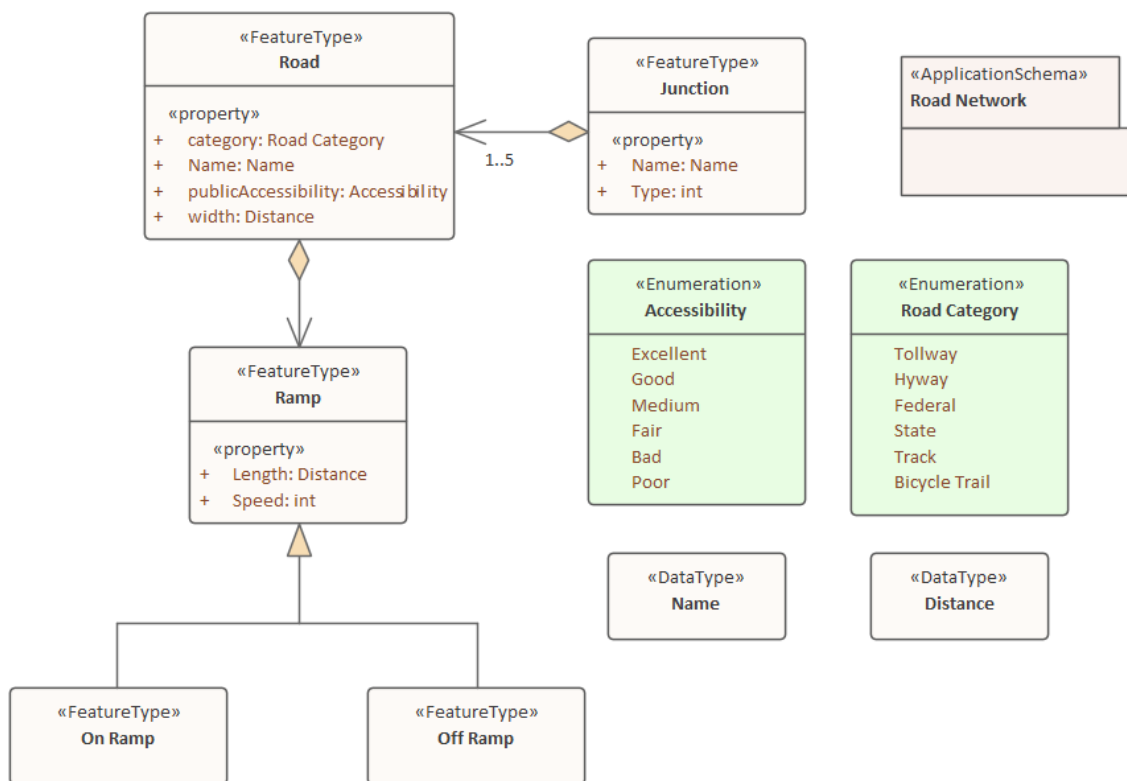 «FeatureType»
Road
«property»
+ category: Road Category
+ Name: Name
+ publicAccessibility: Accessibility
+ width: Distance
1..5
«FeatureType»
Junction
«property»
+ Name: Name
+ Type: int
«ApplicationSchema»
Road Network
«FeatureType»
Ramp
«property»
+ Length: Distance
+ Speed: int
«Enumeration»
Accessibility
Excellent
Good
Medium
Fair
Bad
Poor
«Enumeration»
Road Category
Tollway
Hyway
Federal
State
Track
Bicycle Trail
«DataType»
Name
«DataType»
Distance
«FeatureType»
On Ramp
«FeatureType»
Off Ramp